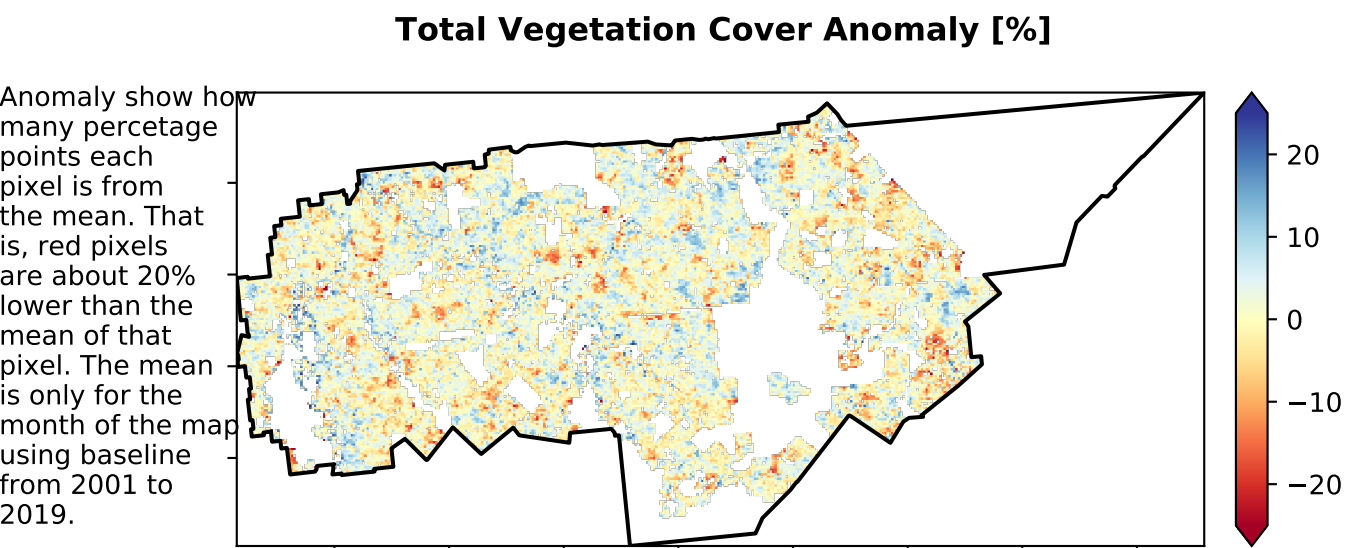 Total Vegetation Cover Anomaly [%]
Anomaly show how
many percetage
points each
pixel is from
the mean. That
is, red pixels
are about 20%
lower than the
mean of that
pixel. The mean
is only for the
month of the map
using baseline
from 2001 to
2019.
20
10
0
−10
−20